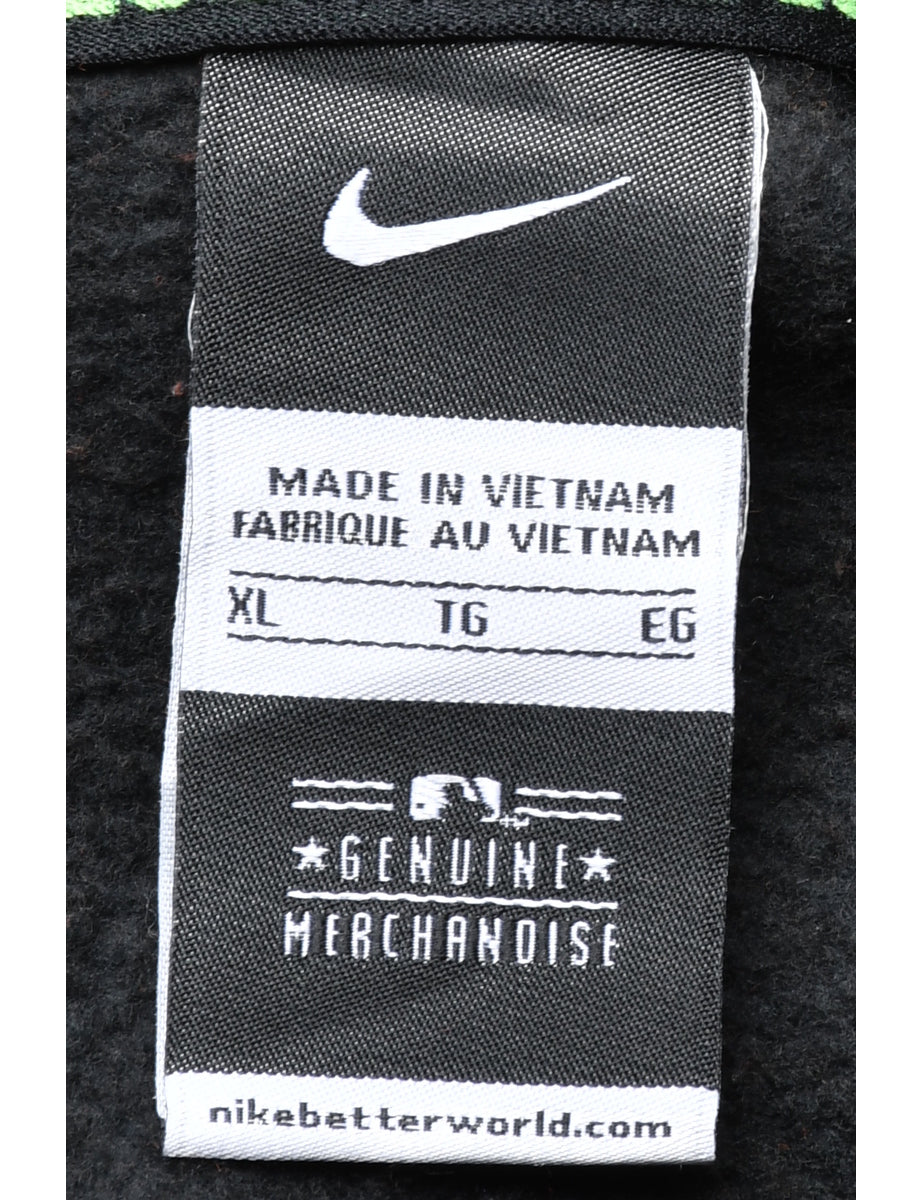 MADE IN VIETNAM
FABRIQUE AU VIETNAM
XL TG EG
GENUINE
MERCHANDISE
nikebetterworld.com